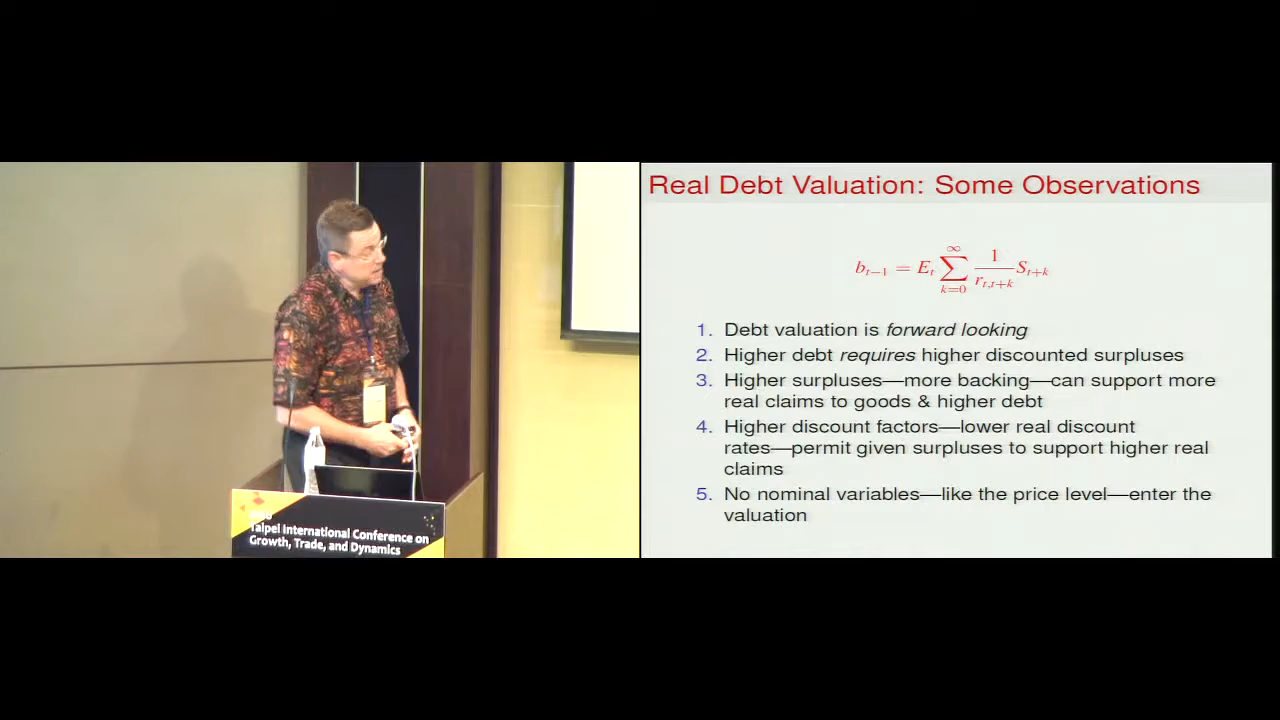 Real Debt Valuation: Some Observations
b_{t−1} = E_t ∑_{k=0}^{∞} \frac{1}{r_{t,t+k}} S_{t+k}
1. Debt valuation is forward looking
2. Higher debt requires higher discounted surpluses
3. Higher surpluses—more backing—can support more
real claims to goods & higher debt
4. Higher discount factors—lower real discount
rates—permit given surpluses to support higher real
claims
5. No nominal variables—like the price level—enter the
valuation
Taipei International Conference on
Growth, Trade, and Dynamics